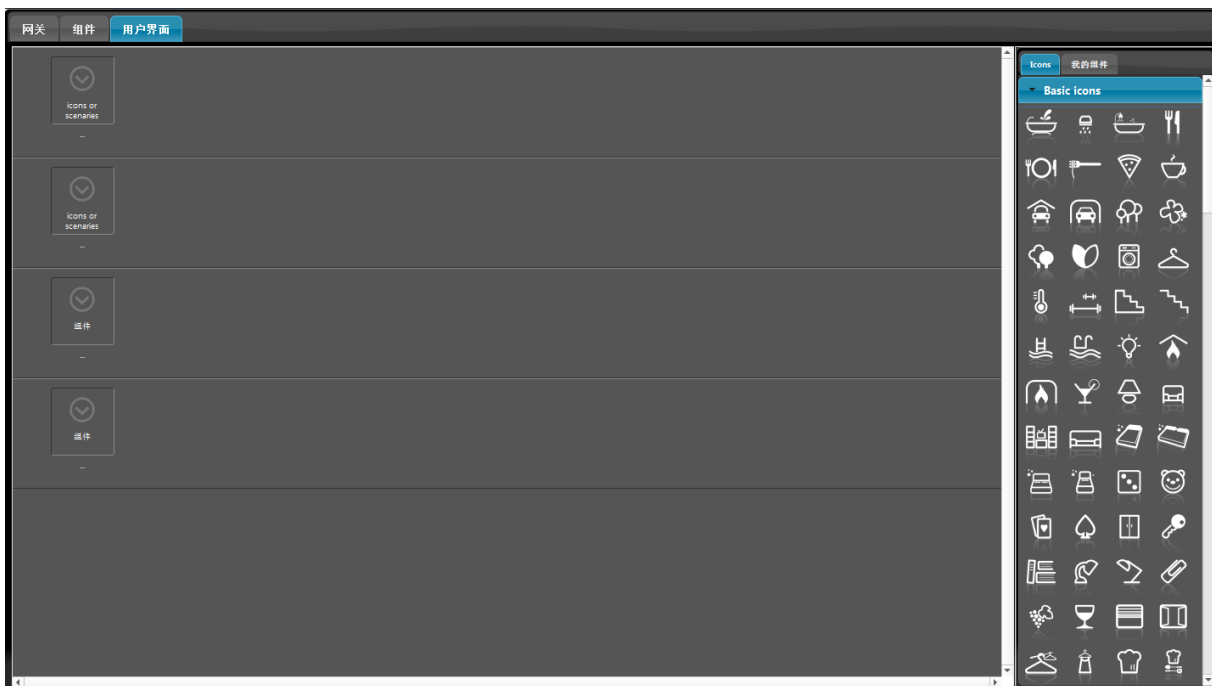 网关 组件 用户界面
Icons 我的组件
Basic icons
icons or
scenaries
–
icons or
scenaries
–
组件
–
组件
–